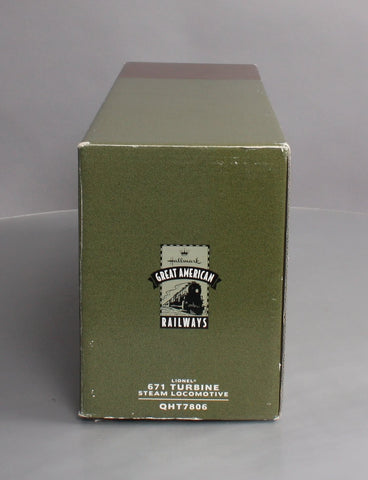 Hallmark
GREAT AMERICAN
RAILWAYS
LIONEL®
671 TURBINE
STEAM LOCOMOTIVE
QHT7806